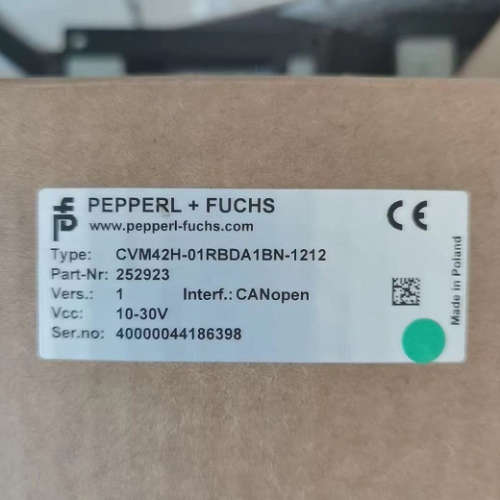 PEPPERL + FUCHS
www.pepperl-fuchs.com
CE
Type: CVM42H-01RBDA1BN-1212
Part-Nr: 252923
Vers.: 1 Interf.: CANopen
Vcc: 10-30V
Ser.no: 40000044186398
Made in Poland